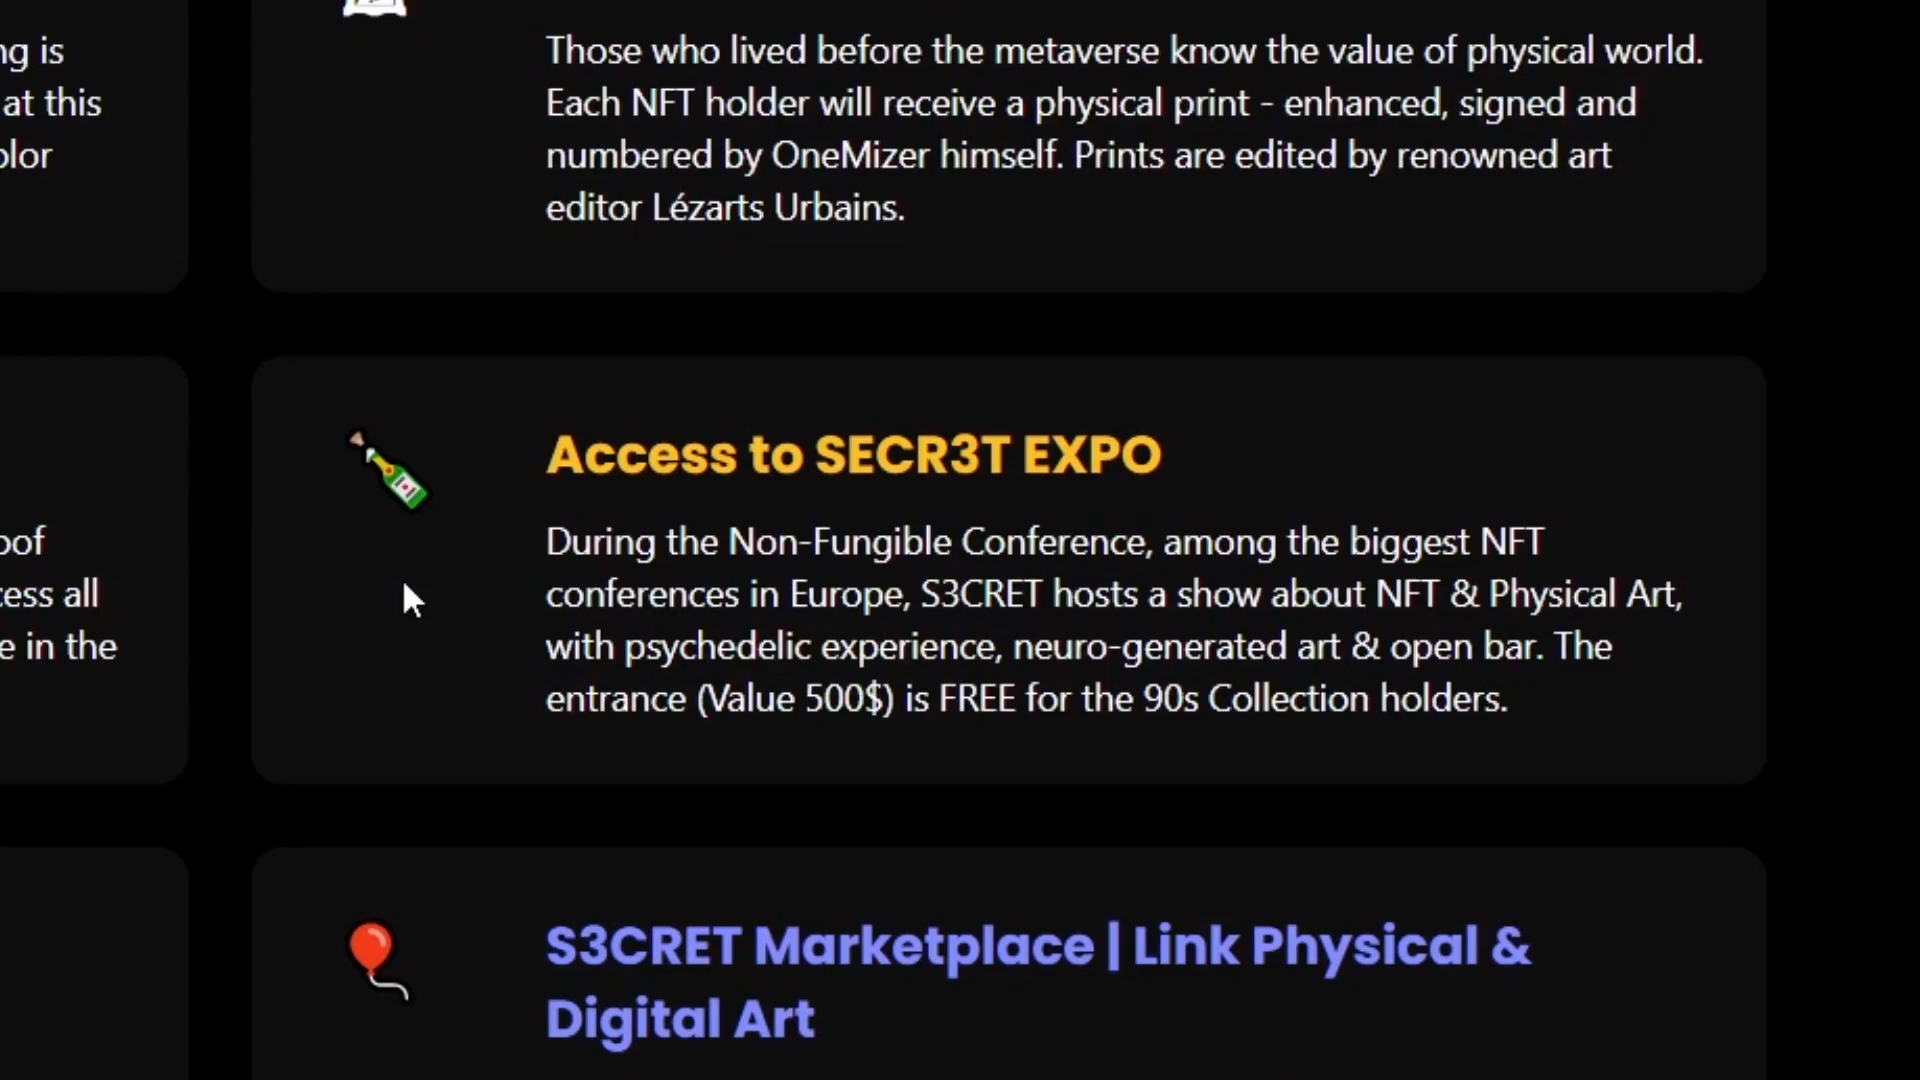 ng is
at this
olor
Those who lived before the metaverse know the value of physical world.
Each NFT holder will receive a physical print - enhanced, signed and
numbered by OneMizer himself. Prints are edited by renowned art
editor Lézarts Urbains.
oof
cess all
e in the
Access to SECR3T EXPO
During the Non-Fungible Conference, among the biggest NFT
conferences in Europe, S3CRET hosts a show about NFT & Physical Art,
with psychedelic experience, neuro-generated art & open bar. The
entrance (Value 500$) is FREE for the 90s Collection holders.
S3CRET Marketplace | Link Physical &
Digital Art